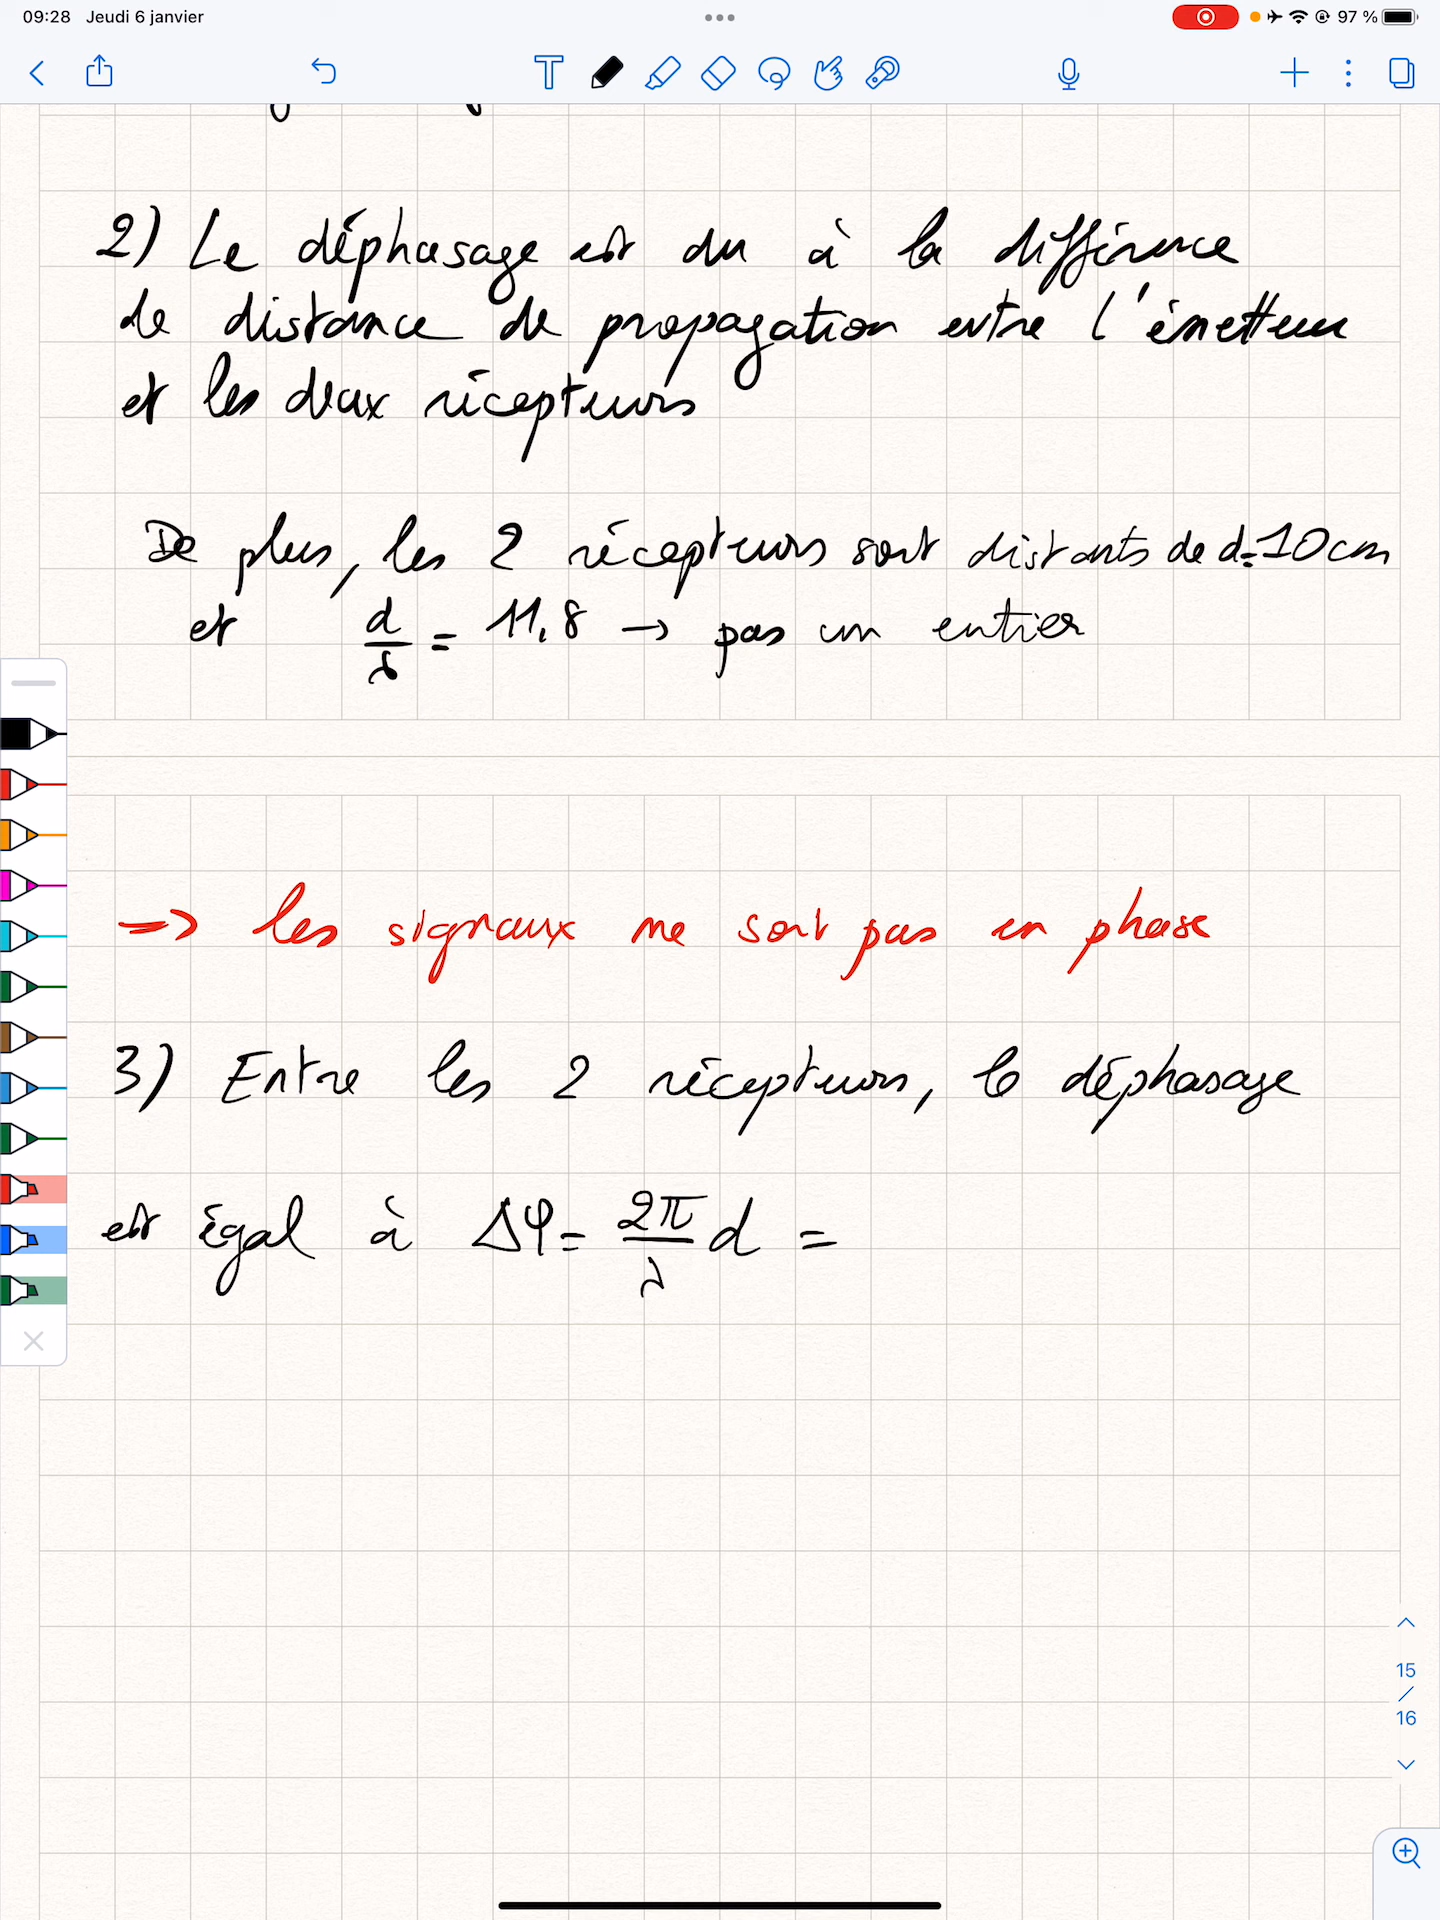 09:28 Jeudi 6 janvier
97 %
2) Le déphasage est du à la différence
de distance de propagation entre l'émetteur
et les deux récepteurs
De plus, les 2 récepteurs sont distants de d=10cm
et d/λ = 11,8 → pas un entier
=> les signaux ne sont pas en phase
3) Entre les 2 récepteurs, le déphasage
est égal à Δφ = 2π/λ d =
15
/
16